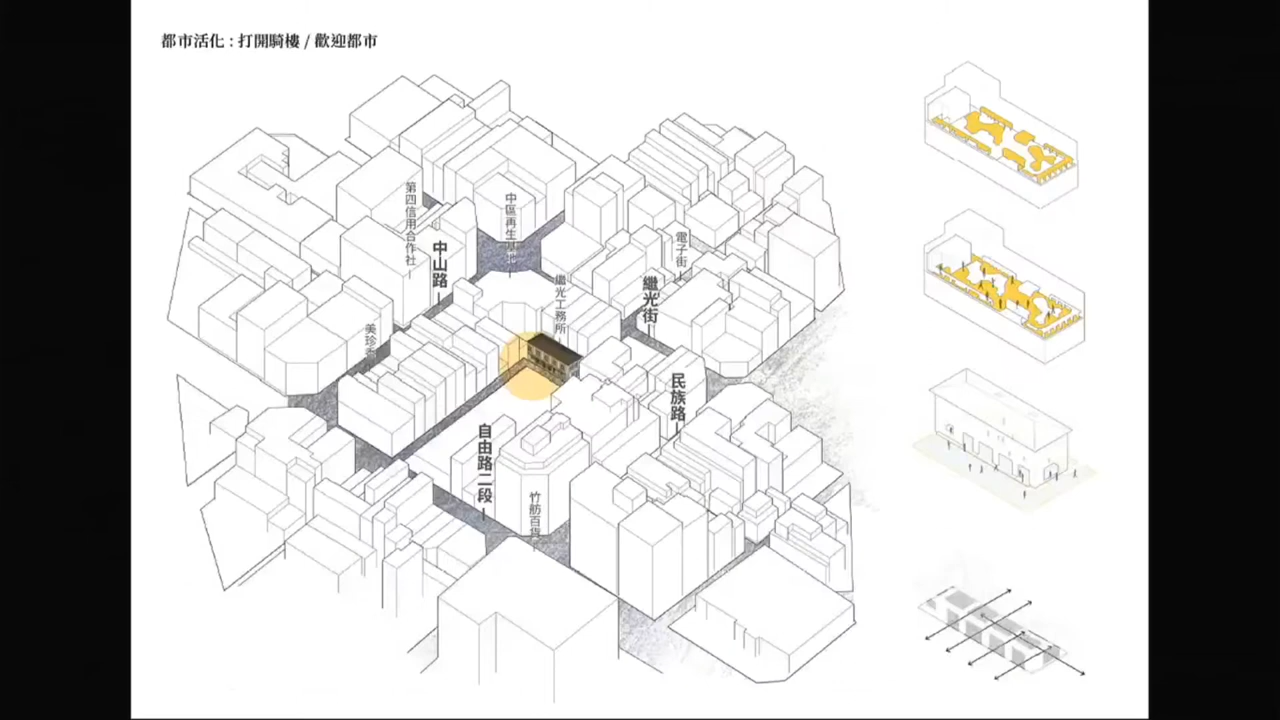 都市活化 : 打開騎樓 / 歡迎都市
第四信用合作社
中區再生基地
中山路
電子街
繼光工務所
繼光街
美珍香
民族路
自由路二段
竹舫百貨